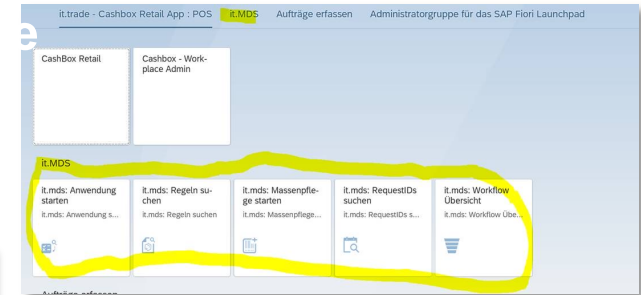 it.trade - Cashbox Retail App : POS it.MDS Aufträge erfassen Administratorgruppe für das SAP Fiori Launchpad
e
CashBox Retail
Cashbox - Work-
place Admin
it.MDS
it.mds: Anwendung
starten
it.mds: Anwendung s...
it.mds: Regeln su-
chen
it.mds: Regeln suchen
it.mds: Massenpfle-
ge starten
it.mds: Massenpflege...
it.mds: RequestIDs
suchen
it.mds: RequestIDs s...
it.mds: Workflow
Übersicht
it.mds: Workflow Übe...
Aufträge erfassen